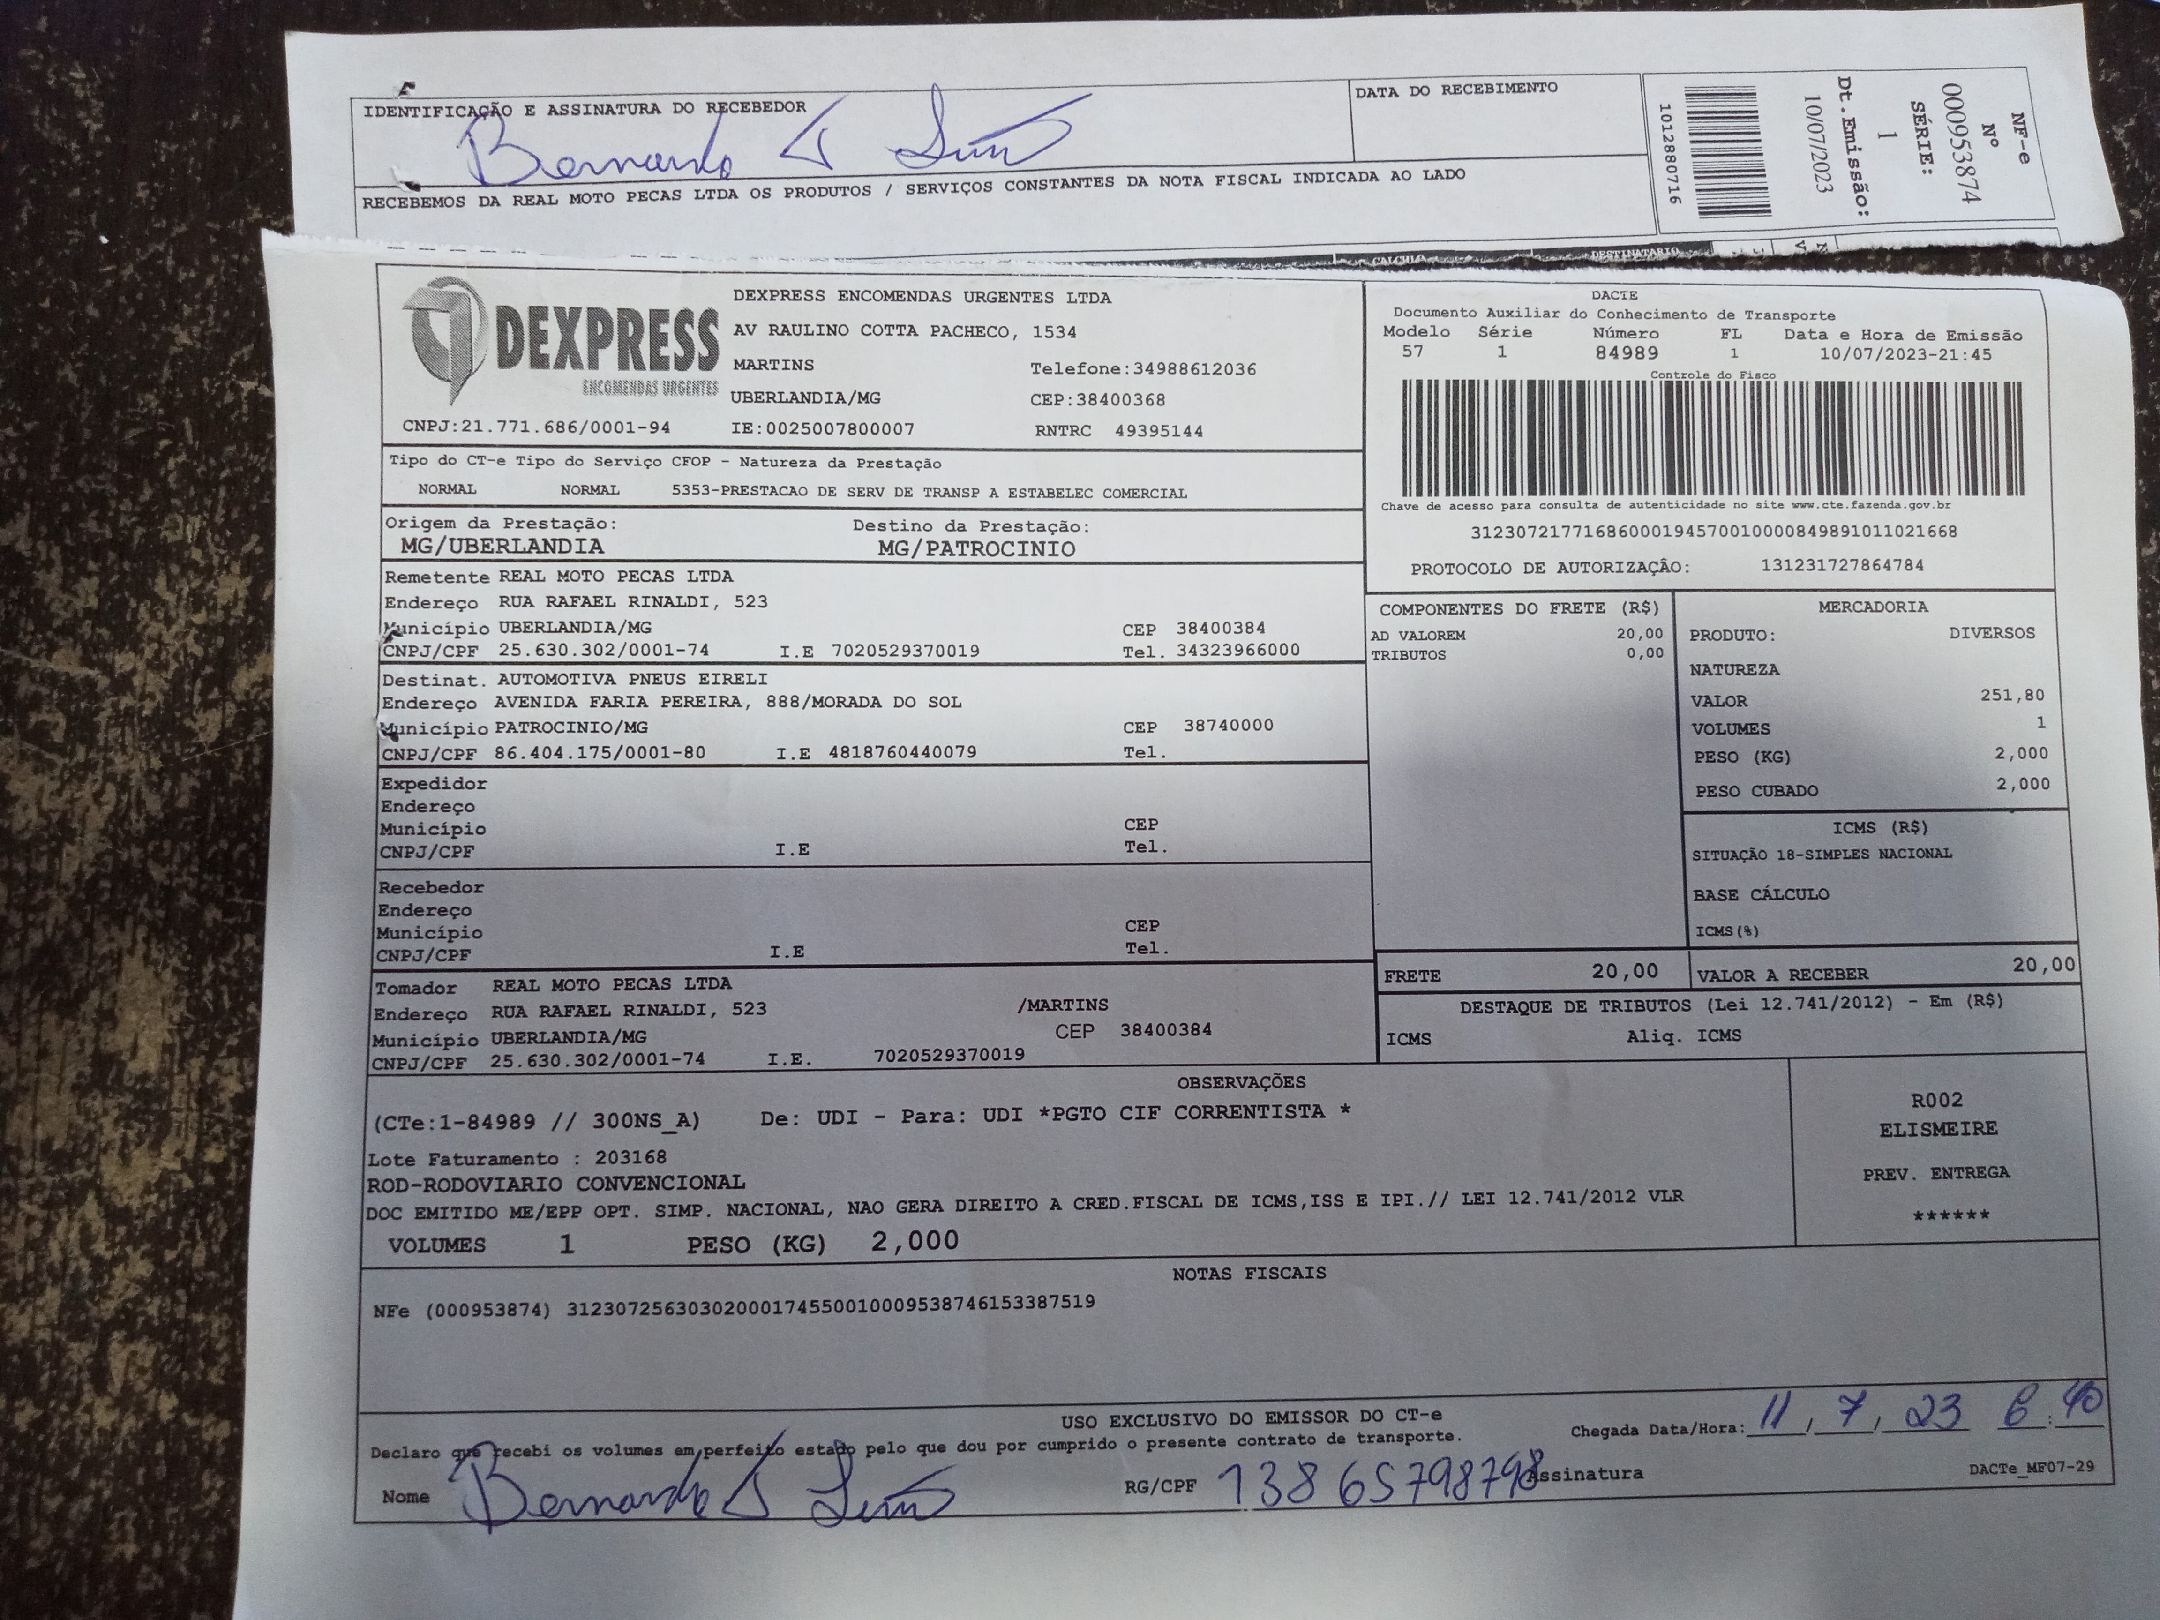 IDENTIFICAÇÃO E ASSINATURA DO RECEBEDOR
DATA DO RECEBIMENTO
Bernardo
RECEBEMOS DA REAL MOTO PECAS LTDA OS PRODUTOS / SERVIÇOS CONSTANTES DA NOTA FISCAL INDICADA AO LADO
1012880716
NF-e
Nº
000953874
SÉRIE:
1
Dt.Emissão:
10/07/2023
CALCULO
DESTINATARIO
DEXPRESS
ENCOMENDAS URGENTES
DEXPRESS ENCOMENDAS URGENTES LTDA
AV RAULINO COTTA PACHECO, 1534
MARTINS Telefone:34988612036
UBERLANDIA/MG CEP:38400368
CNPJ:21.771.686/0001-94 IE:0025007800007 RNTRC 49395144
DACTE
Documento Auxiliar do Conhecimento de Transporte
Modelo Série Número FL Data e Hora de Emissão
57 1 84989 1 10/07/2023-21:45
Controle do Fisco
Chave de acesso para consulta de autenticidade no site www.cte.fazenda.gov.br
31230721771686000194570010000849891011021668
PROTOCOLO DE AUTORIZAÇÃO: 131231727864784
Tipo do CT-e Tipo do Serviço CFOP - Natureza da Prestação
NORMAL NORMAL 5353-PRESTACAO DE SERV DE TRANSP A ESTABELEC COMERCIAL
Origem da Prestação: Destino da Prestação:
MG/UBERLANDIA MG/PATROCINIO
Remetente REAL MOTO PECAS LTDA
Endereço RUA RAFAEL RINALDI, 523
Município UBERLANDIA/MG CEP 38400384
CNPJ/CPF 25.630.302/0001-74 I.E 7020529370019 Tel. 34323966000
Destinat. AUTOMOTIVA PNEUS EIRELI
Endereço AVENIDA FARIA PEREIRA, 888/MORADA DO SOL
Município PATROCINIO/MG CEP 38740000
CNPJ/CPF 86.404.175/0001-80 I.E 4818760440079 Tel.
Expedidor
Endereço
Município CEP
CNPJ/CPF I.E Tel.
Recebedor
Endereço
Município CEP
CNPJ/CPF I.E Tel.
Tomador REAL MOTO PECAS LTDA
Endereço RUA RAFAEL RINALDI, 523 /MARTINS
Município UBERLANDIA/MG CEP 38400384
CNPJ/CPF 25.630.302/0001-74 I.E. 7020529370019
COMPONENTES DO FRETE (R$)
AD VALOREM 20,00
TRIBUTOS 0,00
MERCADORIA
PRODUTO: DIVERSOS
NATUREZA
VALOR 251,80
VOLUMES 1
PESO (KG) 2,000
PESO CUBADO 2,000
ICMS (R$)
SITUAÇÃO 18-SIMPLES NACIONAL
BASE CÁLCULO
ICMS(%)
FRETE 20,00 VALOR A RECEBER 20,00
DESTAQUE DE TRIBUTOS (Lei 12.741/2012) - Em (R$)
ICMS Aliq. ICMS
OBSERVAÇÕES
(CTe:1-84989 // 300NS_A) De: UDI - Para: UDI *PGTO CIF CORRENTISTA *
Lote Faturamento : 203168
ROD-RODOVIARIO CONVENCIONAL
DOC EMITIDO ME/EPP OPT. SIMP. NACIONAL, NAO GERA DIREITO A CRED.FISCAL DE ICMS,ISS E IPI.// LEI 12.741/2012 VLR
VOLUMES 1 PESO (KG) 2,000
R002
ELISMEIRE
PREV. ENTREGA
******
NOTAS FISCAIS
NFe (000953874) 31230725630302000174550010009538746153387519
USO EXCLUSIVO DO EMISSOR DO CT-e
Declaro que recebi os volumes em perfeito estado pelo que dou por cumprido o presente contrato de transporte.
Chegada Data/Hora: 11/7/23 6:40
Nome Bernardo RG/CPF 13865798798 Assinatura
DACTe_MF07-29